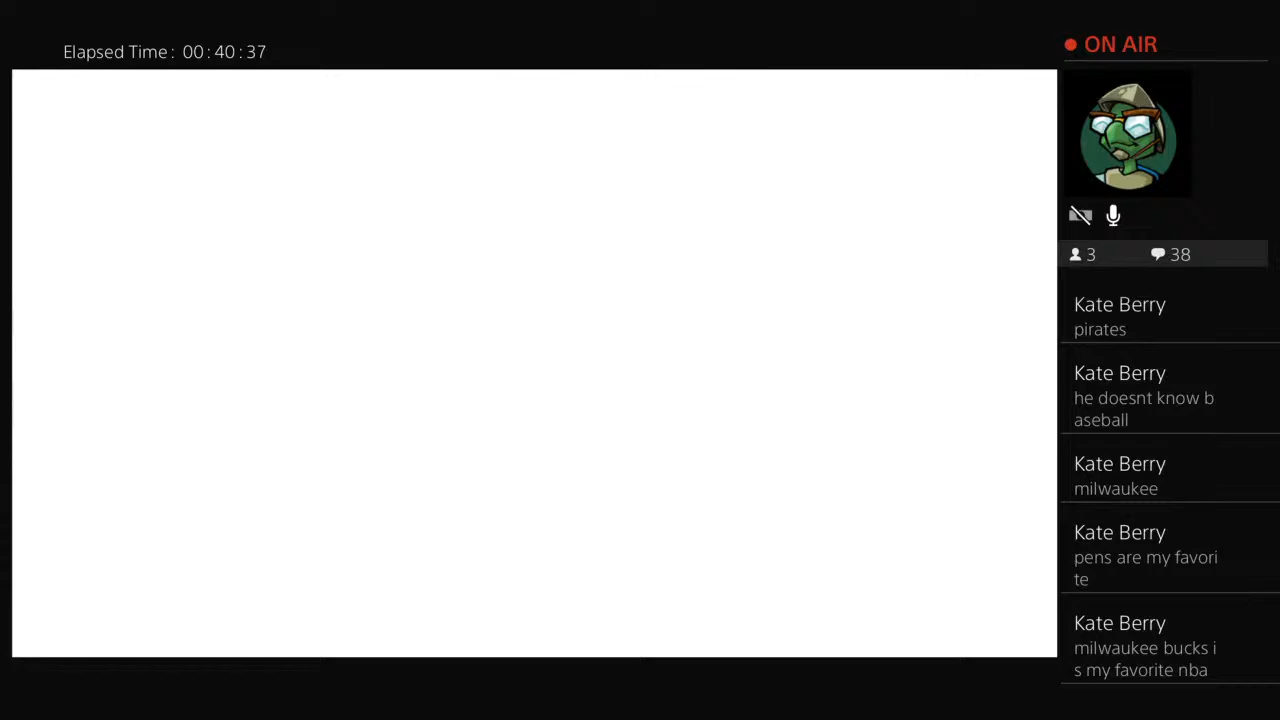 Elapsed Time: 00:40:37
ON AIR
3 38
Kate Berry
pirates
Kate Berry
he doesnt know b
aseball
Kate Berry
milwaukee
Kate Berry
pens are my favori
te
Kate Berry
milwaukee bucks i
s my favorite nba